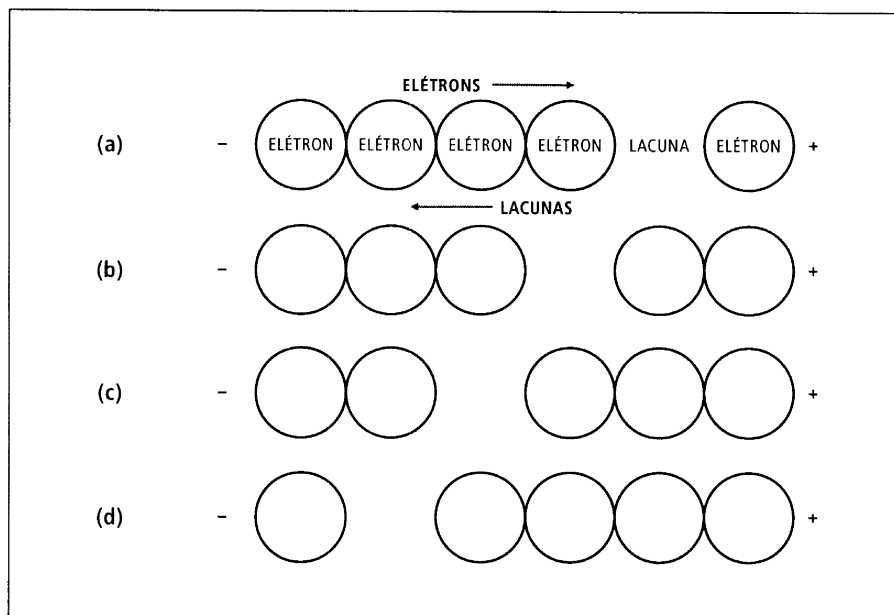 ELÉTRONS
(a) - ELÉTRON ELÉTRON ELÉTRON ELÉTRON LACUNA ELÉTRON +
LACUNAS
(b) - +
(c) - +
(d) - +